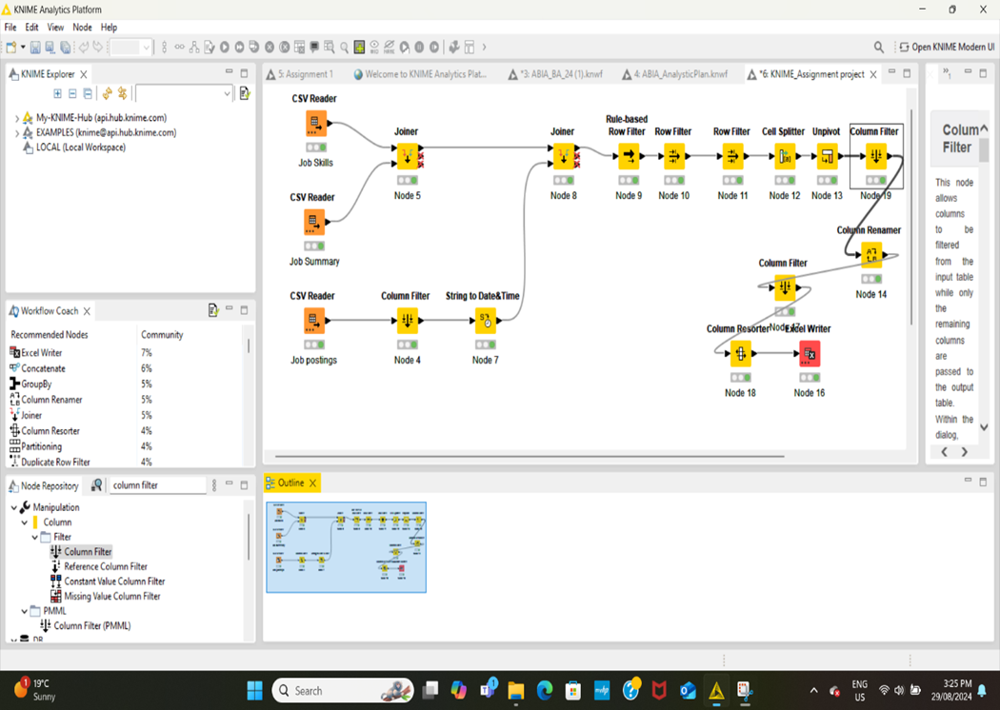 KNIME Analytics Platform
File Edit View Node Help
Open KNIME Modern UI
KNIME Explorer
My-KNIME-Hub (api.hub.knime.com)
EXAMPLES (knime@api.hub.knime.com)
LOCAL (Local Workspace)
5: Assignment 1
Welcome to KNIME Analytics Plat...
*3: ABIA_BA_24 (1).knwf
4: ABIA_AnalysticPlan.knwf
*6: KNIME_Assignment project
CSV Reader
Job Skills
Joiner
Node 5
Joiner
Node 8
Rule-based
Row Filter
Node 9
Row Filter
Node 10
Row Filter
Node 11
Cell Splitter
Node 12
Unpivot
Node 13
Column Filter
Node 19
CSV Reader
Job Summary
Column Renamer
Node 14
Column Filter
Node 17
CSV Reader
Job postings
Column Filter
Node 4
String to Date&Time
Node 7
Column Resorter
Node 18
Excel Writer
Node 16
Colum
Filter
This node
allows
columns
to be
filtered
from the
input table
while only
the
remaining
columns
are
passed to
the output
table.
Within the
dialog,
Workflow Coach
Recommended Nodes Community
Excel Writer 7%
Concatenate 6%
GroupBy 5%
Column Renamer 5%
Joiner 5%
Column Resorter 4%
Partitioning 4%
Duplicate Row Filter 4%
Node Repository
column filter
Manipulation
Column
Filter
Column Filter
Reference Column Filter
Constant Value Column Filter
Missing Value Column Filter
PMML
Column Filter (PMML)
DB
Outline
19°C
Sunny
Search
ENG
US
3:25 PM
29/08/2024